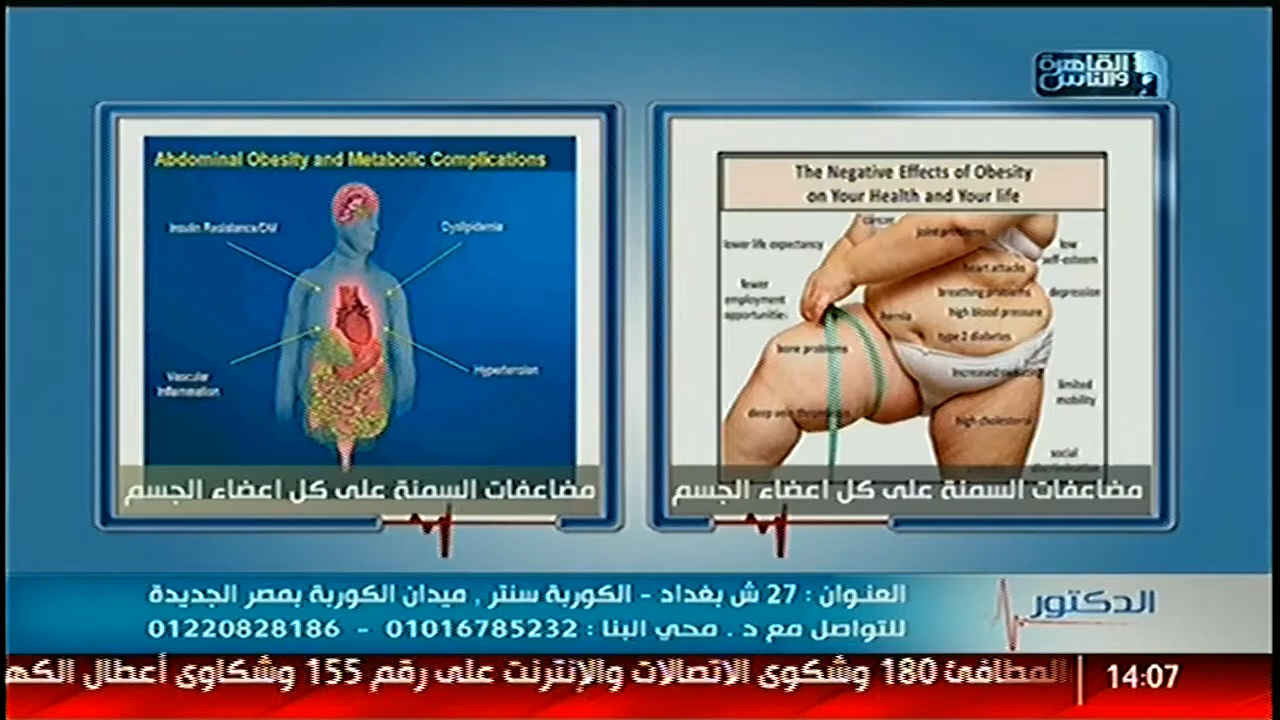 القاهرة
والناس
Abdominal Obesity and Metabolic Complications
Insulin Resistance/DM
Dyslipidemia
Vascular
Inflammation
Hypertension
مضاعفات السمنة على كل اعضاء الجسم
The Negative Effects of Obesity
on Your Health and Your life
cancer
joint problems
lower life expectancy
low
self-esteem
heart attacks
fewer
employment
opportunities
breathing problems
depression
hernia
high blood pressure
type 2 diabetes
bone problems
Increased
limited
mobility
deep vein thrombosis
high cholesterol
social
discrimination
مضاعفات السمنة على كل اعضاء الجسم
العنوان : 27 ش بغداد - الكوربة سنتر , ميدان الكوربة بمصر الجديدة
للتواصل مع د . محي البنا : 01016785232 - 01220828186
الدكتور
المطافئ 180 وشكوى الاتصالات والإنترنت على رقم 155 وشكاوى أعطال الكه
14:07